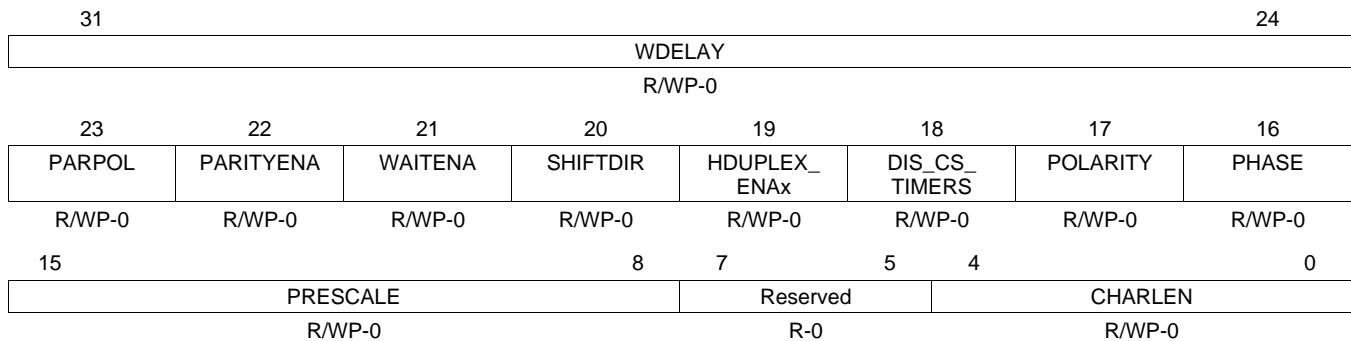 31 24
WDELAY
R/WP-0
23 22 21 20 19 18 17 16
PARPOL PARITYENA WAITENA SHIFTDIR HDUPLEX_ DIS_CS_ POLARITY PHASE
ENAx TIMERS
R/WP-0 R/WP-0 R/WP-0 R/WP-0 R/WP-0 R/WP-0 R/WP-0 R/WP-0
15 8 7 5 4 0
PRESCALE Reserved CHARLEN
R/WP-0 R-0 R/WP-0